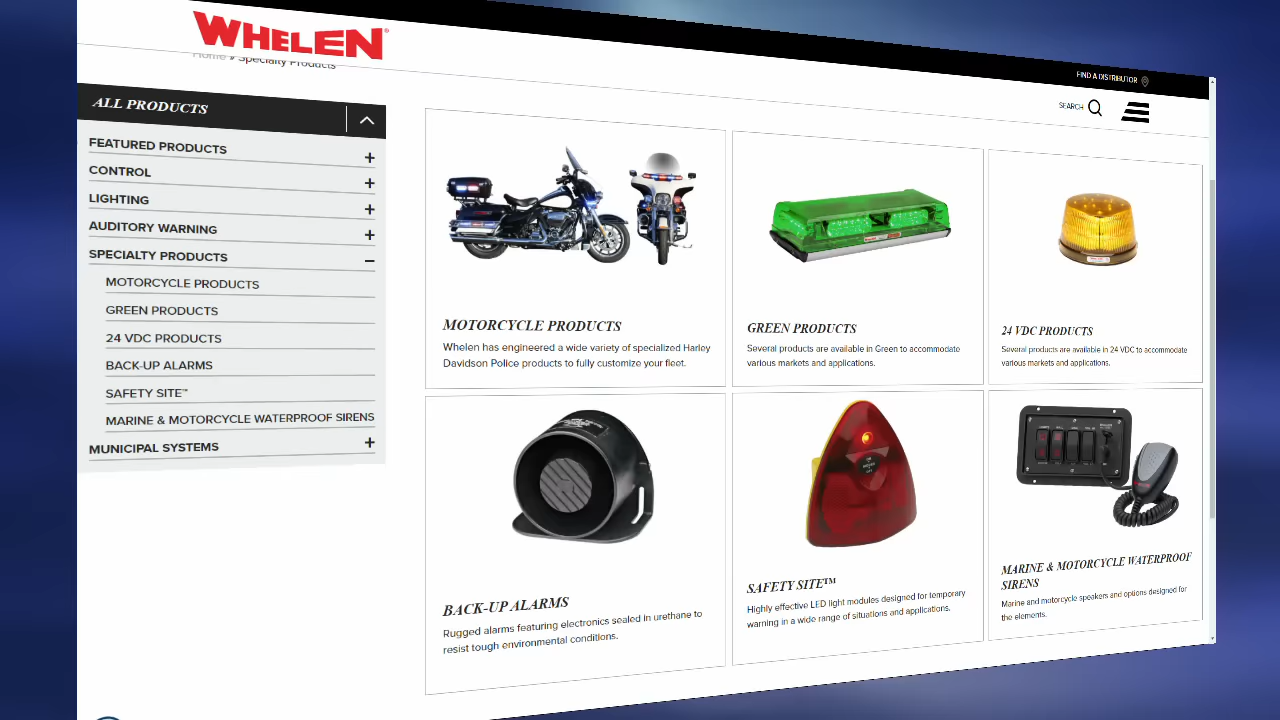 WHELEN®
Home » Specialty Products
FIND A DISTRIBUTOR
SEARCH
ALL PRODUCTS
FEATURED PRODUCTS +
CONTROL +
LIGHTING +
AUDITORY WARNING +
SPECIALTY PRODUCTS –
MOTORCYCLE PRODUCTS
GREEN PRODUCTS
24 VDC PRODUCTS
BACK-UP ALARMS
SAFETY SITE™
MARINE & MOTORCYCLE WATERPROOF SIRENS
MUNICIPAL SYSTEMS +
MOTORCYCLE PRODUCTS
Whelen has engineered a wide variety of specialized Harley
Davidson Police products to fully customize your fleet.
GREEN PRODUCTS
Several products are available in Green to accommodate
various markets and applications.
24 VDC PRODUCTS
Several products are available in 24 VDC to accommodate
various markets and applications.
BACK-UP ALARMS
Rugged alarms featuring electronics sealed in urethane to
resist tough environmental conditions.
SAFETY SITE™
Highly effective LED light modules designed for temporary
warning in a wide range of situations and applications.
MARINE & MOTORCYCLE WATERPROOF
SIRENS
Marine and motorcycle speakers and options designed for
the elements.